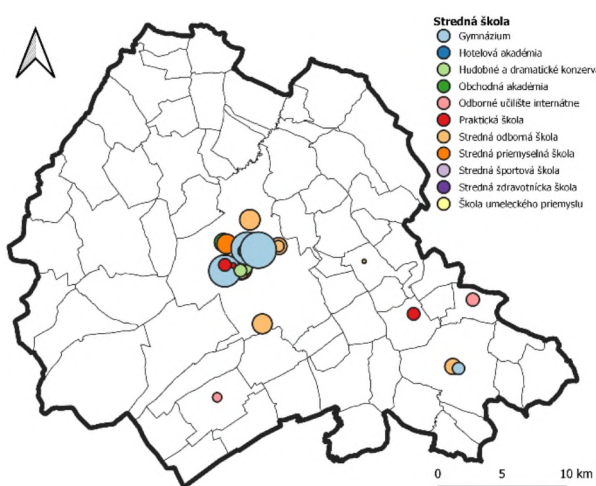 Stredná škola
Gymnázium
Hotelová akadémia
Hudobné a dramatické konzerva
Obchodná akadémia
Odborné učilište internátne
Praktická škola
Stredná odborná škola
Stredná priemyselná škola
Stredná športová škola
Stredná zdravotnícka škola
Škola umeleckého priemyslu
0 5 10 km